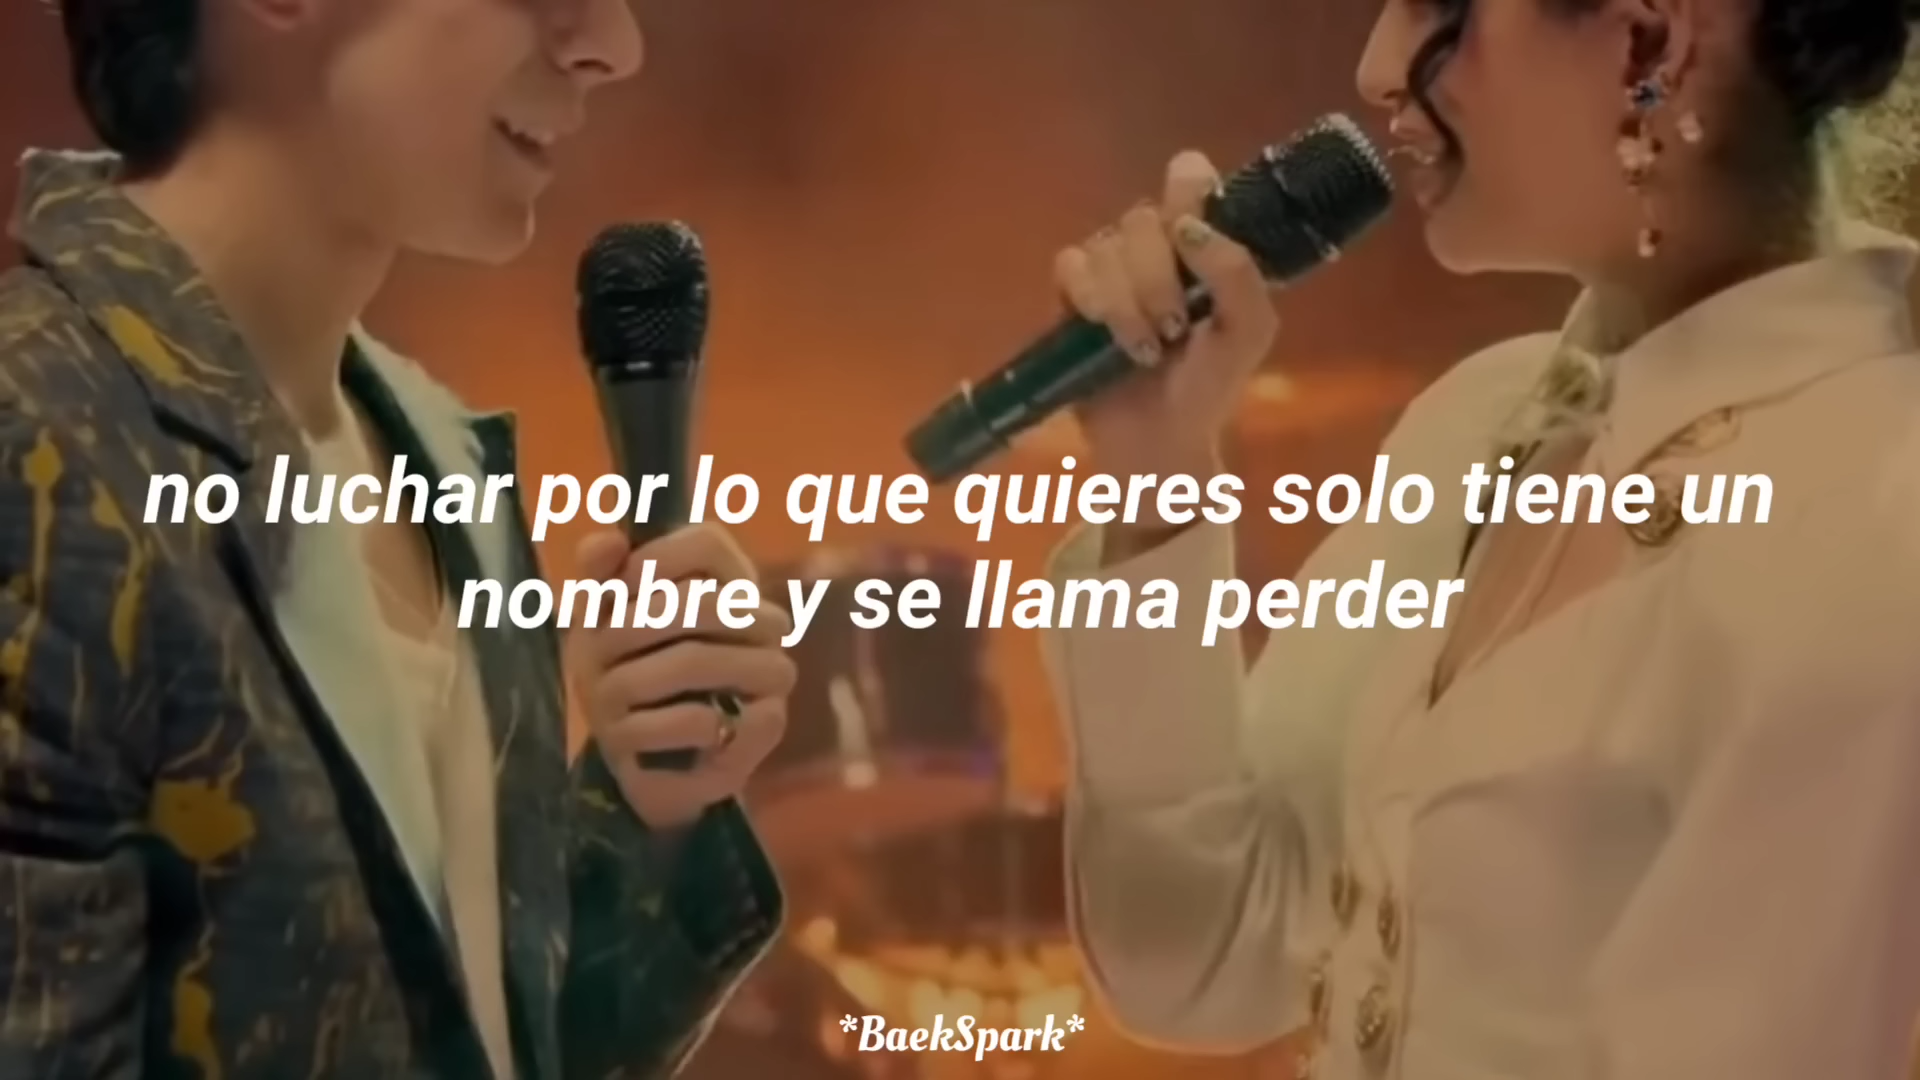 no luchar por lo que quieres solo tiene un
nombre y se llama perder
*BaekSpark*